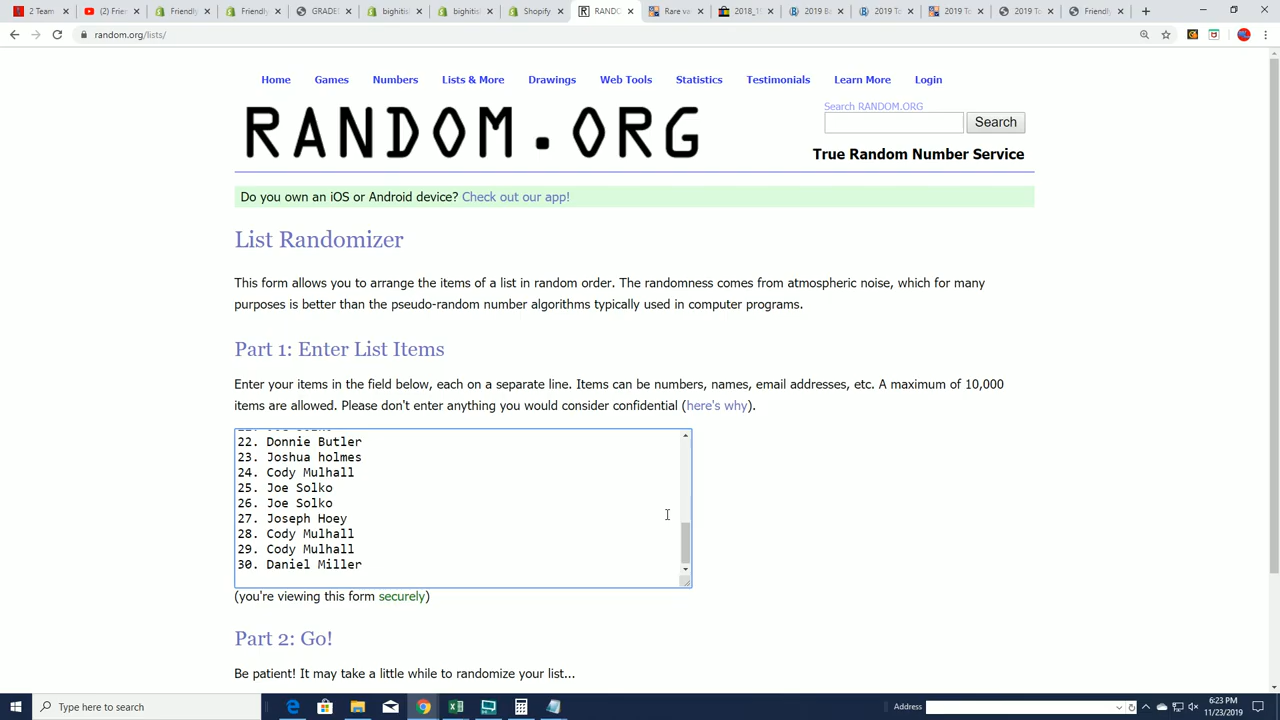 2 Team
(2) Frie
Friendly
Friendly
GRADE
bightis
bightis
Shopify
RANDO
Rare va
2018_1
2019 B
2019 To
2019 T
2019 To
Friendly
random.org/lists/
Home Games Numbers Lists & More Drawings Web Tools Statistics Testimonials Learn More Login
RANDOM.ORG
Search RANDOM.ORG
Search
True Random Number Service
Do you own an iOS or Android device? Check out our app!
List Randomizer
This form allows you to arrange the items of a list in random order. The randomness comes from atmospheric noise, which for many
purposes is better than the pseudo-random number algorithms typically used in computer programs.
Part 1: Enter List Items
Enter your items in the field below, each on a separate line. Items can be numbers, names, email addresses, etc. A maximum of 10,000
items are allowed. Please don't enter anything you would consider confidential (here's why).
22. Donnie Butler
23. Joshua holmes
24. Cody Mulhall
25. Joe Solko
26. Joe Solko
27. Joseph Hoey
28. Cody Mulhall
29. Cody Mulhall
30. Daniel Miller
(you're viewing this form securely)
Part 2: Go!
Be patient! It may take a little while to randomize your list...
Type here to search
Address
6:23 PM
11/23/2019